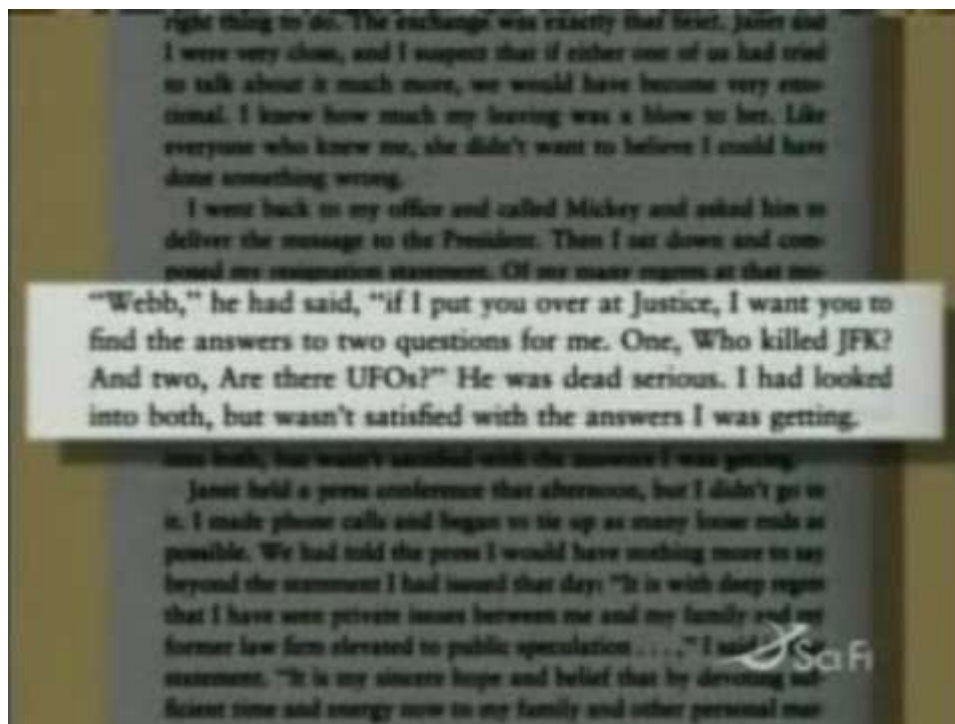 right thing to do. The exchange was exactly that brief. Janet and
I were very close, and I suspect that if either one of us had tried
to talk about it much more, we would have become very emo-
tional. I knew how much my leaving was a blow to her. Like
everyone who knew me, she didn't want to believe I could have
done something wrong.
I went back to my office and called Mickey and asked him to
deliver the message to the President. Then I sat down and com-
posed my resignation statement. Of my many regrets at that mo-
"Webb," he had said, "if I put you over at Justice, I want you to
find the answers to two questions for me. One, Who killed JFK?
And two, Are there UFOs?" He was dead serious. I had looked
into both, but wasn't satisfied with the answers I was getting.
into both, but wasn't satisfied with the answers I was getting.
Janet held a press conference that afternoon, but I didn't go to
it. I made phone calls and began to tie up as many loose ends as
possible. We had told the press I would have nothing more to say
beyond the statement I had issued that day: "It is with deep regret
that I have seen private issues between me and my family and my
former law firm elevated to public speculation . . . ," I said
statement. "It is my sincere hope and belief that by devoting suf-
ficient time and energy now to my family and other personal mat-
Sci Fi